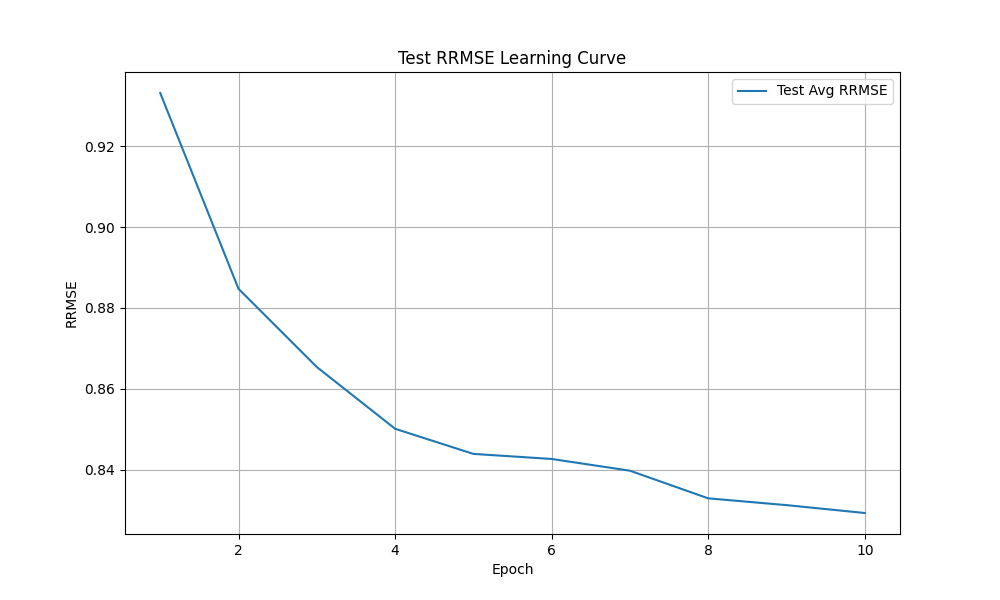 Test RRMSE Learning Curve
Test Avg RRMSE
0.92
0.90
0.88
0.86
0.84
RRMSE
2
4
6
8
10
Epoch